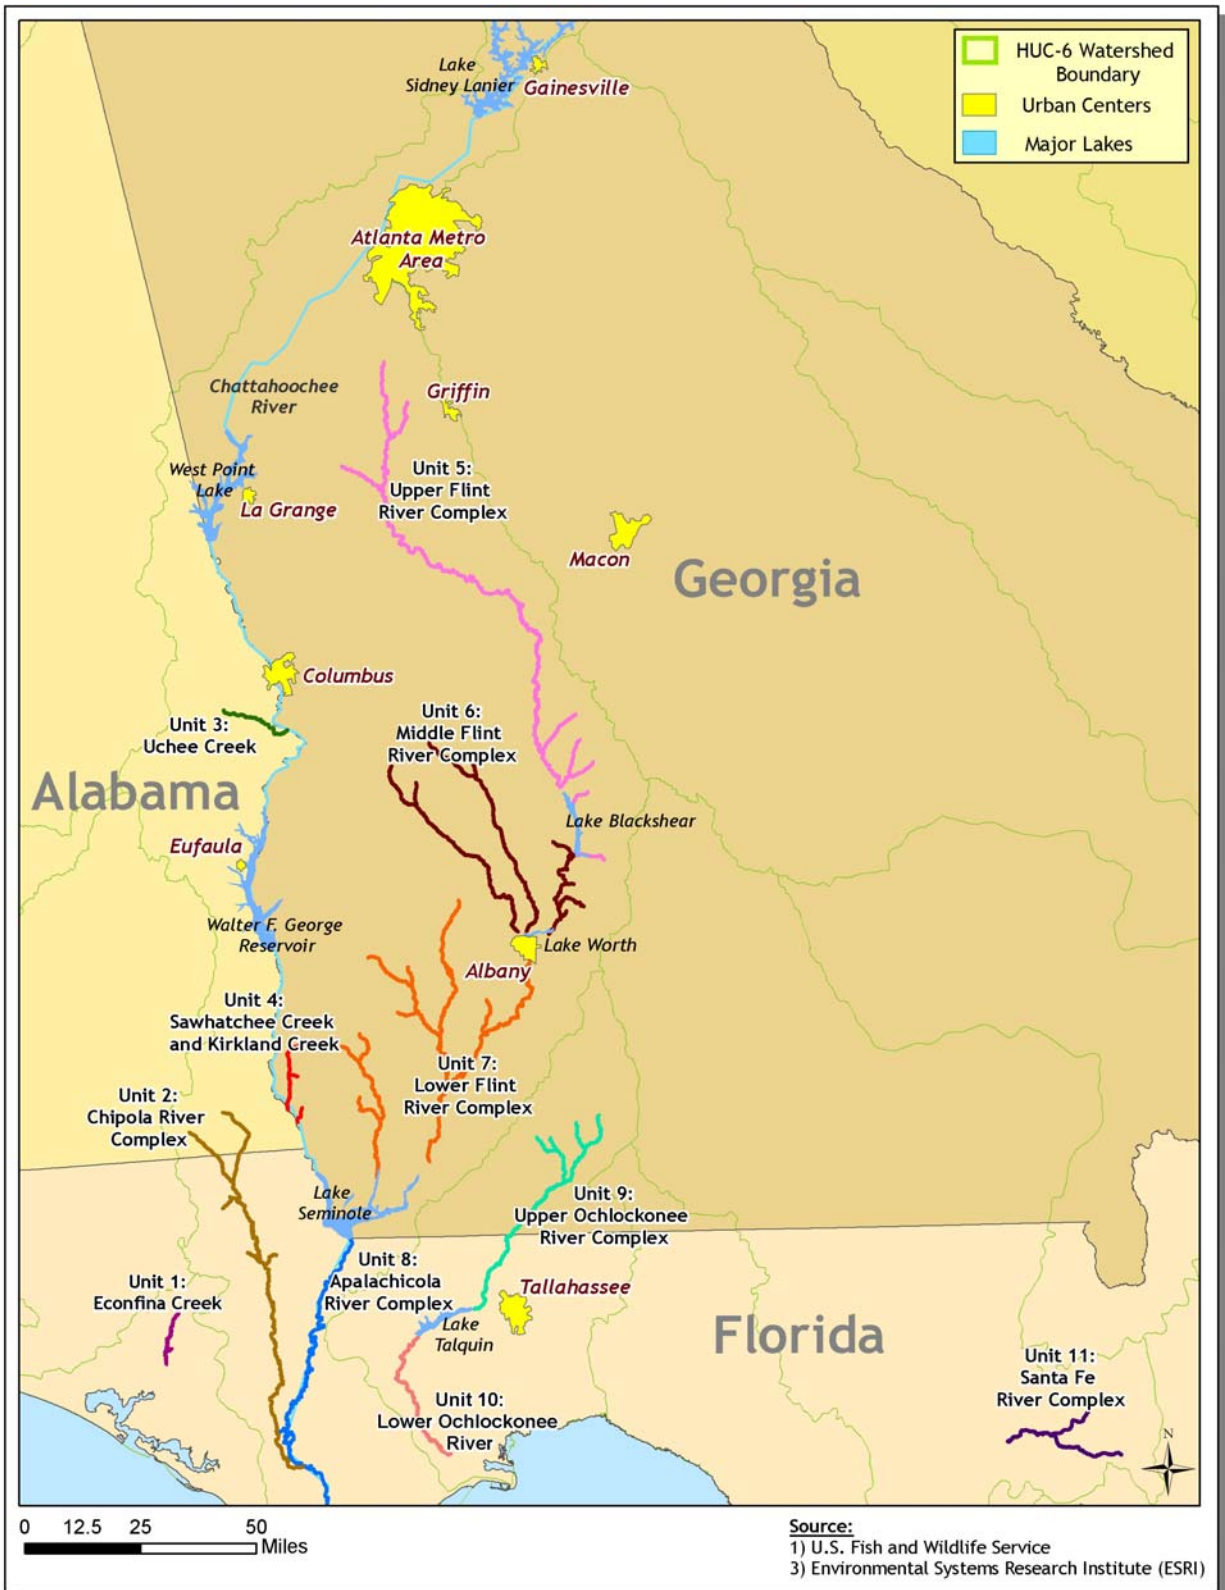 HUC-6 Watershed
Boundary
Urban Centers
Major Lakes
Lake
Sidney Lanier
Gainesville
Atlanta Metro
Area
Chattahoochee
River
Griffin
West Point
Lake
La Grange
Unit 5:
Upper Flint
River Complex
Macon
Georgia
Columbus
Unit 3:
Uchee Creek
Unit 6:
Middle Flint
River Complex
Alabama
Lake Blackshear
Eufaula
Walter F. George
Reservoir
Lake Worth
Albany
Unit 4:
Sawhatchee Creek
and Kirkland Creek
Unit 7:
Lower Flint
River Complex
Unit 2:
Chipola River
Complex
Lake
Seminole
Unit 9:
Upper Ochlockonee
River Complex
Unit 8:
Apalachicola
River Complex
Unit 1:
Econfina Creek
Tallahassee
Lake
Talquin
Florida
Unit 11:
Santa Fe
River Complex
Unit 10:
Lower Ochlockonee
River
N
0 12.5 25 50
Miles
Source:
1) U.S. Fish and Wildlife Service
3) Environmental Systems Research Institute (ESRI)